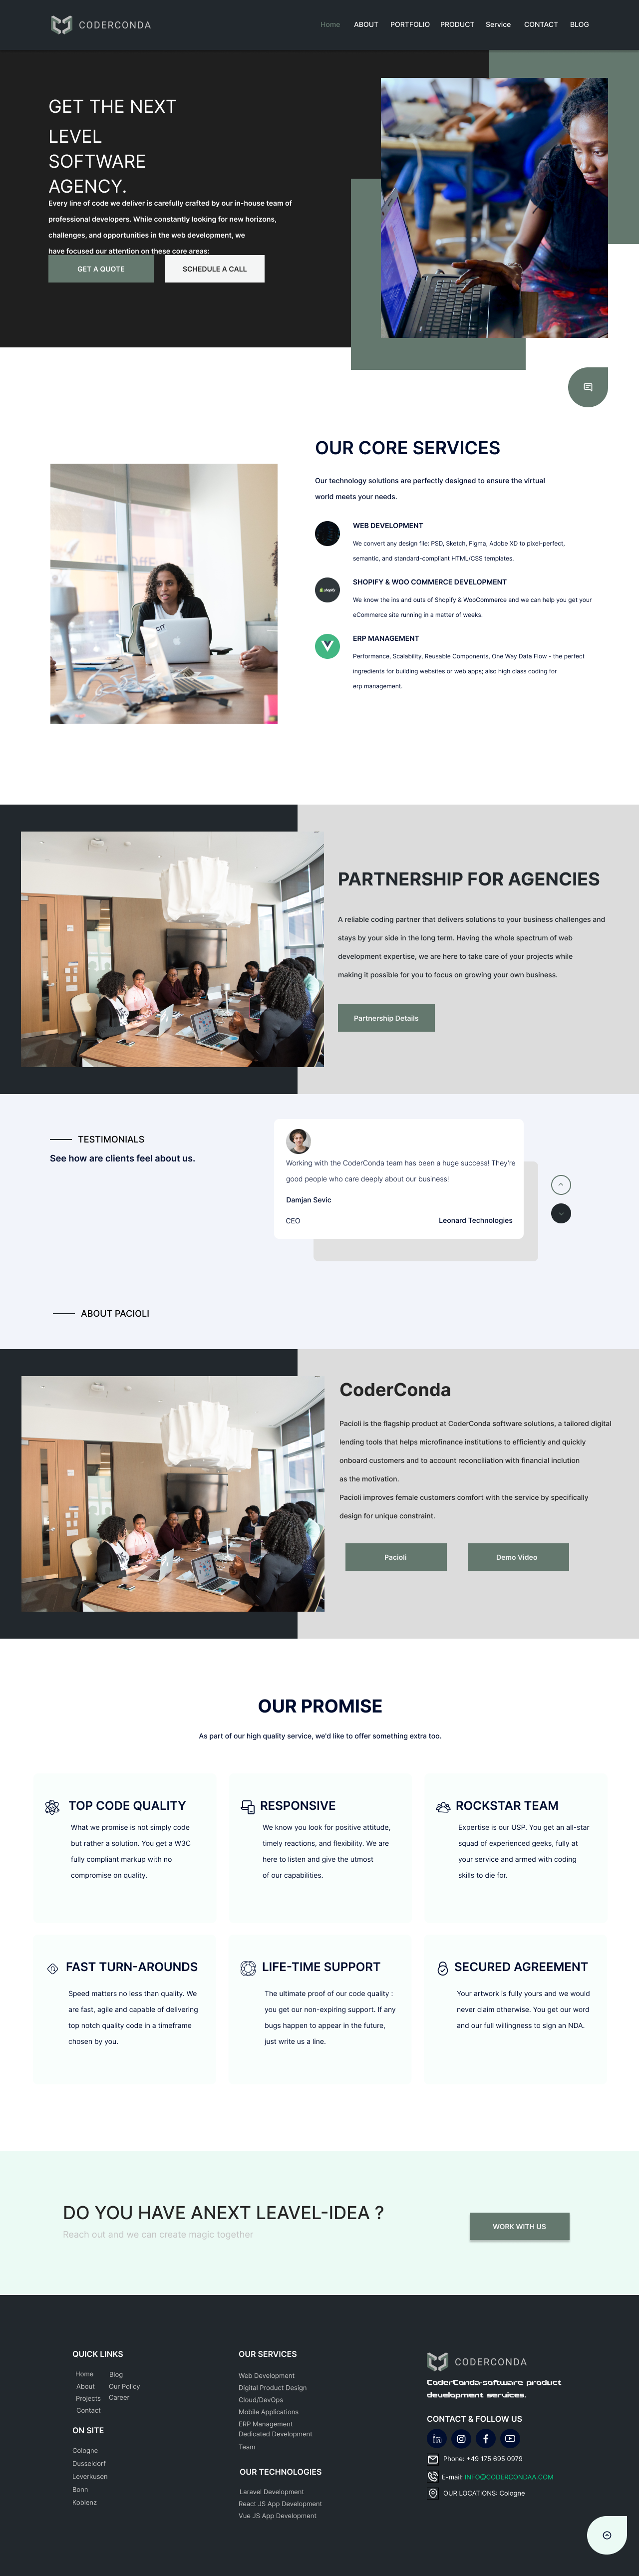 CODERCONDA
Home ABOUT PORTFOLIO PRODUCT Service CONTACT BLOG
GET THE NEXT
LEVEL
SOFTWARE
AGENCY.
Every line of code we deliver is carefully crafted by our in-house team of
professional developers. While constantly looking for new horizons,
challenges, and opportunities in the web development, we
have focused our attention on these core areas:
GET A QUOTE SCHEDULE A CALL
OUR CORE SERVICES
Our technology solutions are perfectly designed to ensure the virtual
world meets your needs.
WEB DEVELOPMENT
We convert any design file: PSD, Sketch, Figma, Adobe XD to pixel-perfect,
semantic, and standard-compliant HTML/CSS templates.
shopify
SHOPIFY & WOO COMMERCE DEVELOPMENT
We know the ins and outs of Shopify & WooCommerce and we can help you get your
eCommerce site running in a matter of weeks.
ERP MANAGEMENT
Performance, Scalability, Reusable Components, One Way Data Flow - the perfect
ingredients for building websites or web apps; also high class coding for
erp management.
PARTNERSHIP FOR AGENCIES
A reliable coding partner that delivers solutions to your business challenges and
stays by your side in the long term. Having the whole spectrum of web
development expertise, we are here to take care of your projects while
making it possible for you to focus on growing your own business.
Partnership Details
TESTIMONIALS
See how are clients feel about us.
Working with the CoderConda team has been a huge success! They're
good people who care deeply about our business!
Damjan Sevic
CEO
Leonard Technologies
ABOUT PACIOLI
CoderConda
Pacioli is the flagship product at CoderConda software solutions, a tailored digital
lending tools that helps microfinance institutions to efficiently and quickly
onboard customers and to account reconciliation with financial inclution
as the motivation.
Pacioli improves female customers comfort with the service by specifically
design for unique constraint.
Pacioli Demo Video
OUR PROMISE
As part of our high quality service, we'd like to offer something extra too.
TOP CODE QUALITY
What we promise is not simply code
but rather a solution. You get a W3C
fully compliant markup with no
compromise on quality.
RESPONSIVE
We know you look for positive attitude,
timely reactions, and flexibility. We are
here to listen and give the utmost
of our capabilities.
ROCKSTAR TEAM
Expertise is our USP. You get an all-star
squad of experienced geeks, fully at
your service and armed with coding
skills to die for.
FAST TURN-AROUNDS
Speed matters no less than quality. We
are fast, agile and capable of delivering
top notch quality code in a timeframe
chosen by you.
LIFE-TIME SUPPORT
The ultimate proof of our code quality :
you get our non-expiring support. If any
bugs happen to appear in the future,
just write us a line.
SECURED AGREEMENT
Your artwork is fully yours and we would
never claim otherwise. You get our word
and our full willingness to sign an NDA.
DO YOU HAVE ANEXT LEAVEL-IDEA ?
Reach out and we can create magic together
WORK WITH US
QUICK LINKS
Home Blog
About Our Policy
Projects Career
Contact
ON SITE
Cologne
Dusseldorf
Leverkusen
Bonn
Koblenz
OUR SERVICES
Web Development
Digital Product Design
Cloud/DevOps
Mobile Applications
ERP Management
Dedicated Development
Team
OUR TECHNOLOGIES
Laravel Development
React JS App Development
Vue JS App Development
CODERCONDA
CoderConda-software product
development services.
CONTACT & FOLLOW US
Phone: +49 175 695 0979
E-mail: INFO@CODERCONDAA.COM
OUR LOCATIONS: Cologne